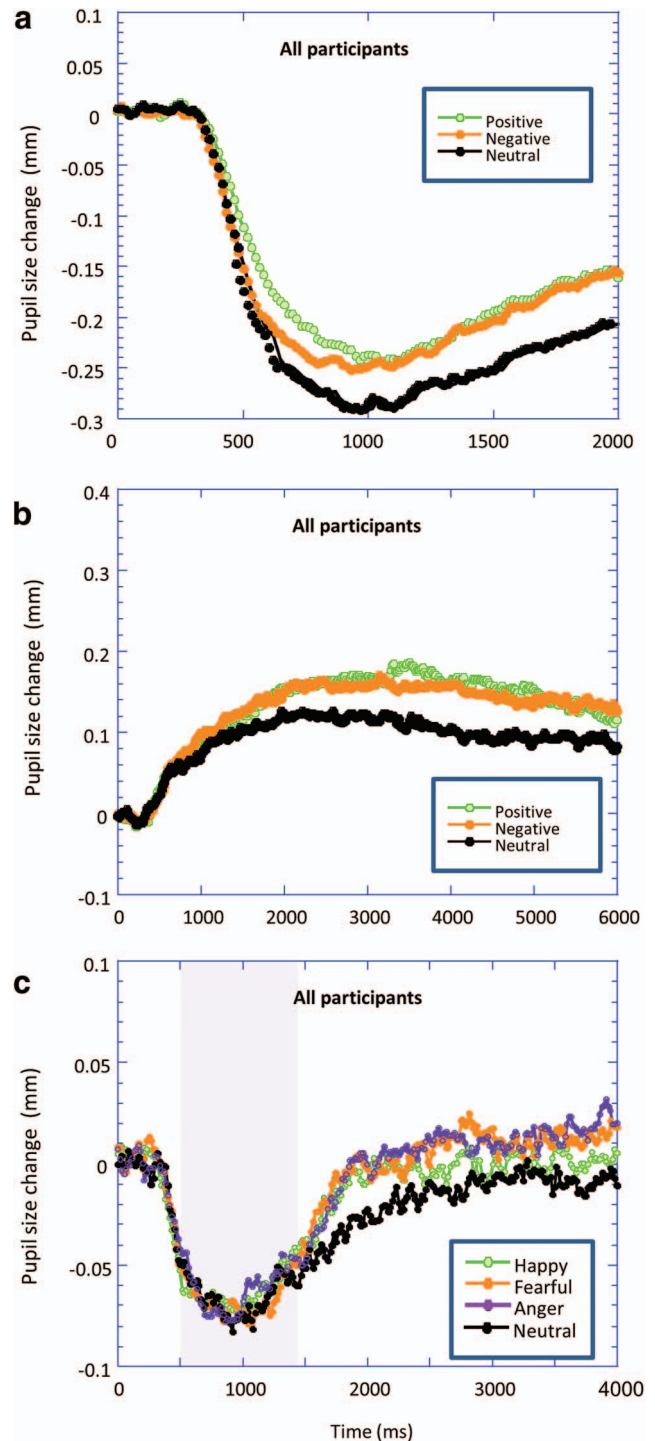 a
All participants
Pupil size change (mm)
0.1
0.05
0
-0.05
-0.1
-0.15
-0.2
-0.25
-0.3
Positive
Negative
Neutral
0 500 1000 1500 2000
b
All participants
Pupil size change (mm)
0.4
0.3
0.2
0.1
0
-0.1
Positive
Negative
Neutral
0 1000 2000 3000 4000 5000 6000
c
All participants
Pupil size change (mm)
0.1
0.05
0
-0.05
-0.1
Happy
Fearful
Anger
Neutral
0 1000 2000 3000 4000
Time (ms)